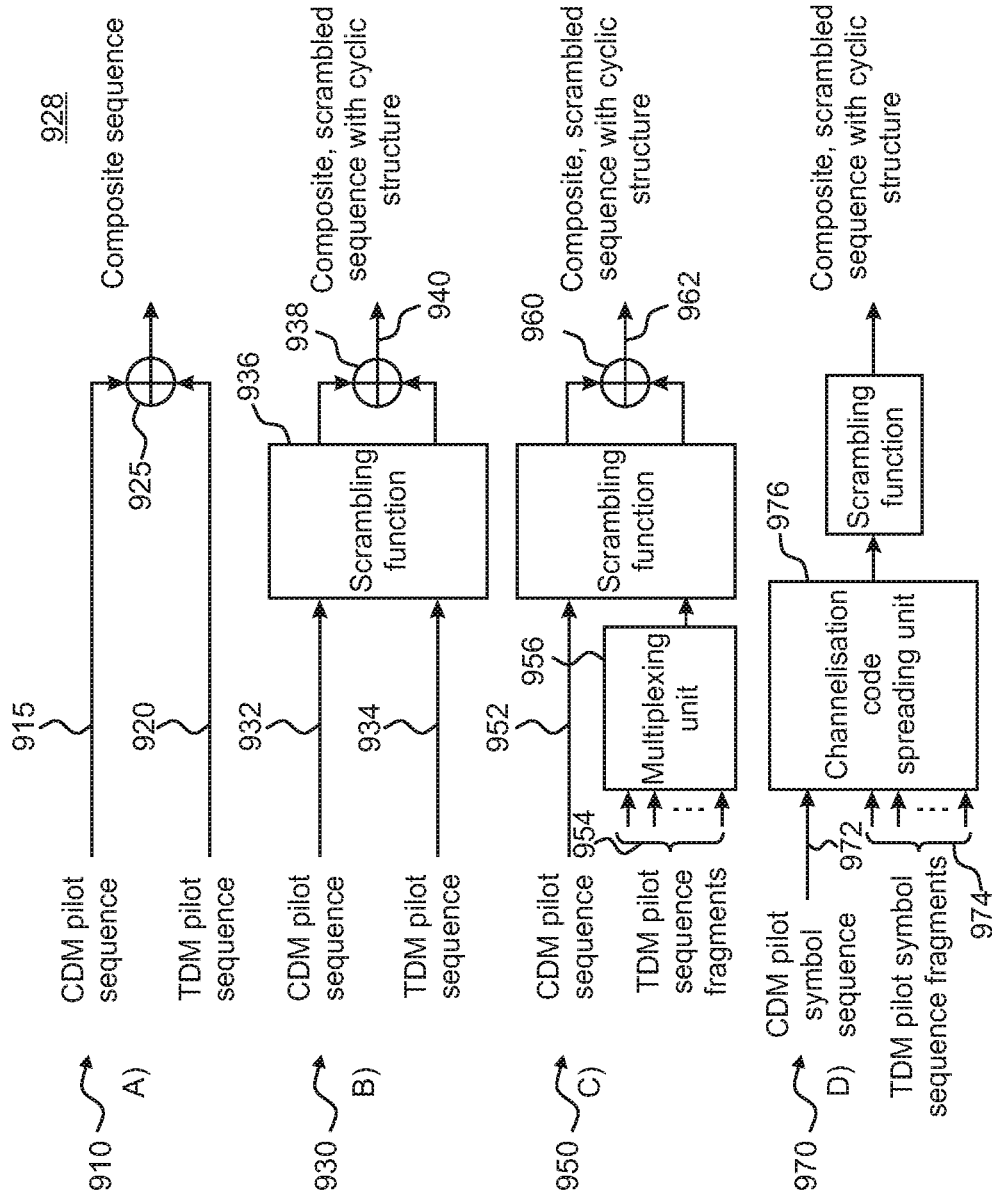 928
910
A)
CDM pilot
sequence
915
TDM pilot
sequence
920
925
Composite sequence
930
B)
CDM pilot
sequence
932
TDM pilot
sequence
934
Scrambling
function
936
938
940
Composite, scrambled
sequence with cyclic
structure
950
C)
CDM pilot
sequence
952
TDM pilot
sequence
fragments
954
Multiplexing
unit
956
Scrambling
function
960
962
Composite, scrambled
sequence with cyclic
structure
970
D)
CDM pilot
symbol
sequence
972
TDM pilot symbol
sequence fragments
974
Channelisation
code
spreading unit
976
Scrambling
function
Composite, scrambled
sequence with cyclic
structure